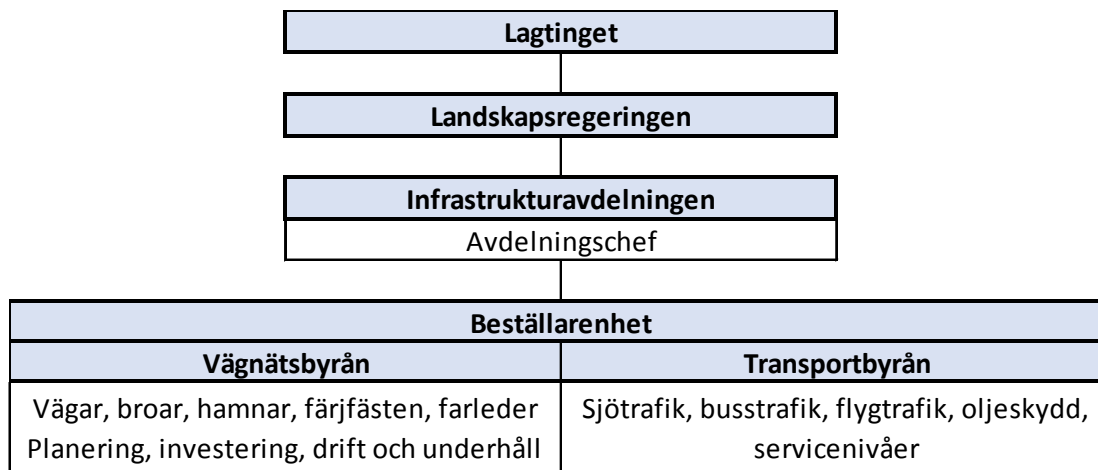 Lagtinget
Landskapsregeringen
Infrastrukturavdelningen
Avdelningschef
Beställarenhet
Vägnätsbyrån
Vägar, broar, hamnar, färjfästen, farleder
Planering, investering, drift och underhåll
Transportbyrån
Sjötrafik, busstrafik, flygtrafik, oljeskydd,
servicenivåer